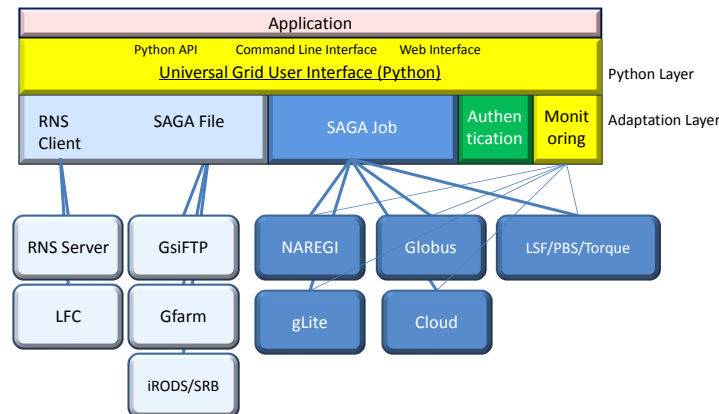 Application
Python API Command Line Interface Web Interface
Universal Grid User Interface (Python)
Python Layer
RNS
Client
SAGA File
SAGA Job
Authen
tication
Monit
oring
Adaptation Layer
RNS Server
GsiFTP
NAREGI
Globus
LSF/PBS/Torque
LFC
Gfarm
gLite
Cloud
iRODS/SRB